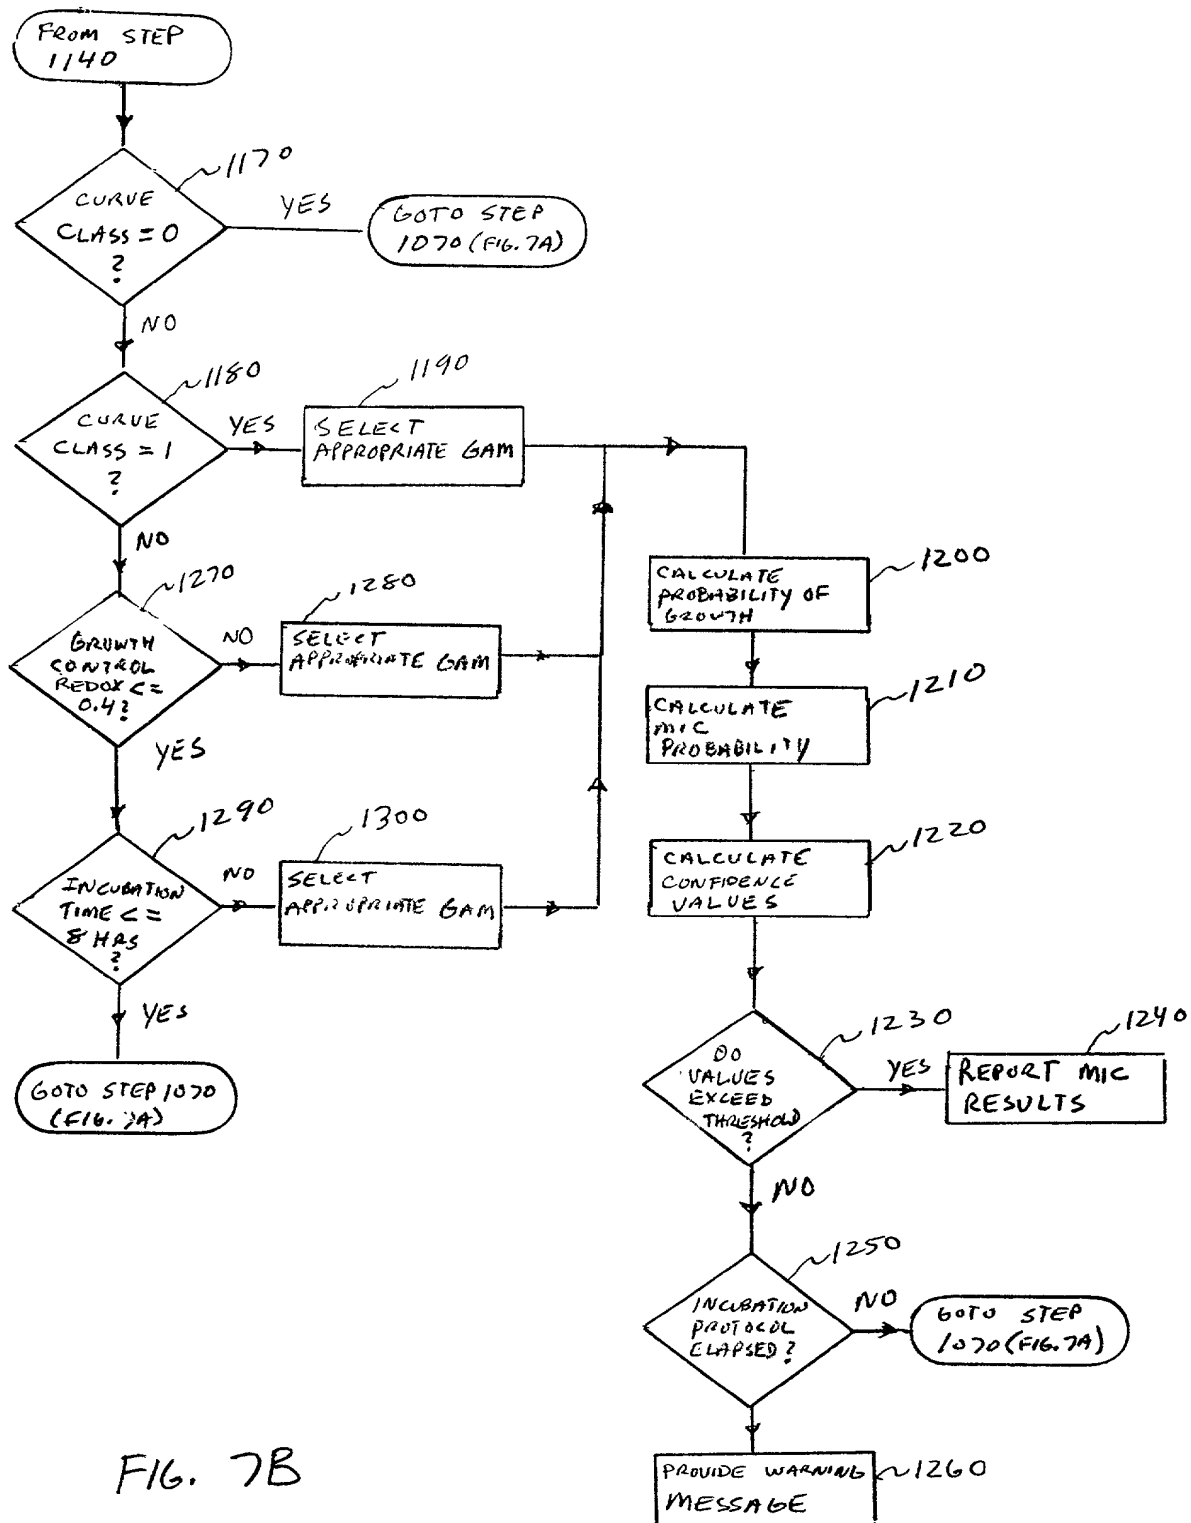 FROM STEP
1140
1170
CURVE
CLASS = 0
?
YES
GOTO STEP
1070 (FIG. 7A)
NO
1180
CURVE
CLASS = 1
?
YES
1190
SELECT
APPROPRIATE GAM
NO
1270
GROWTH
CONTROL
REDOX <=
0.4?
NO
1280
SELECT
APPROPRIATE GAM
YES
1290
INCUBATION
TIME <=
8 HRS
?
NO
1300
SELECT
APPROPRIATE GAM
YES
GOTO STEP 1070
(FIG. 7A)
1200
CALCULATE
PROBABILITY OF
GROWTH
1210
CALCULATE
MIC
PROBABILITY
1220
CALCULATE
CONFIDENCE
VALUES
1230
DO
VALUES
EXCEED
THRESHOLD
?
YES
1240
REPORT MIC
RESULTS
NO
1250
INCUBATION
PROTOCOL
ELAPSED?
NO
GOTO STEP
1070 (FIG. 7A)
PROVIDE WARNING
MESSAGE
1260
FIG. 7B